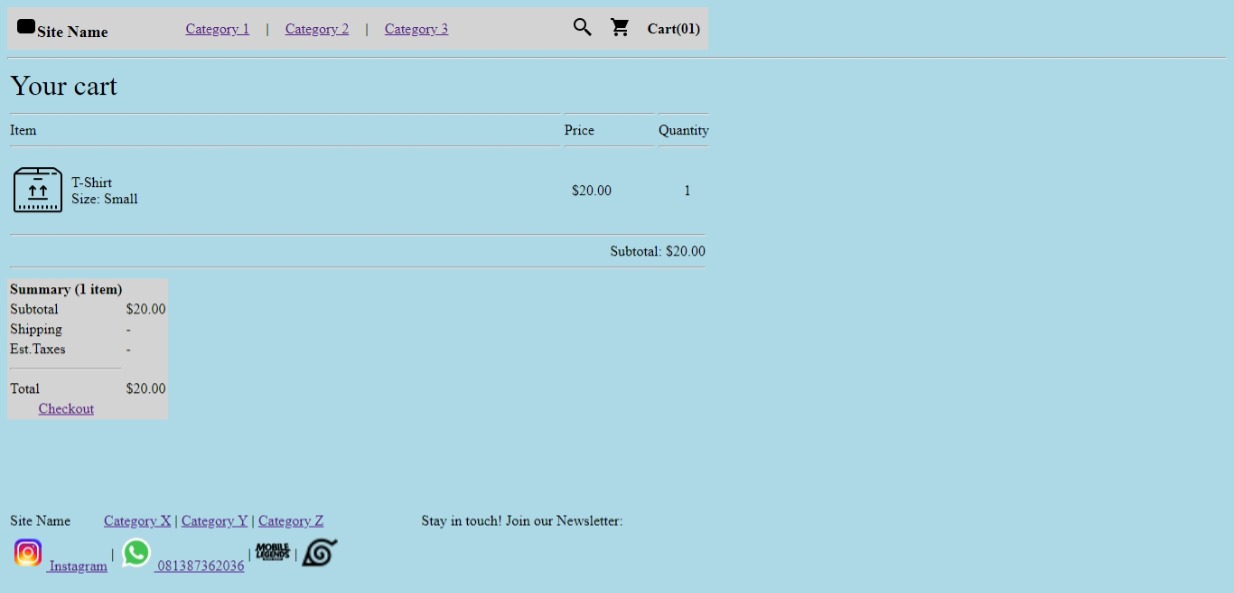 Site Name Category 1 | Category 2 | Category 3 Cart(01)
Your cart
Item Price Quantity
T-Shirt
Size: Small
$20.00 1
Subtotal: $20.00
Summary (1 item)
Subtotal $20.00
Shipping -
Est.Taxes -
Total $20.00
Checkout
Site Name Category X | Category Y | Category Z Stay in touch! Join our Newsletter:
Instagram | 081387362036 | MOBILE LEGENDS |